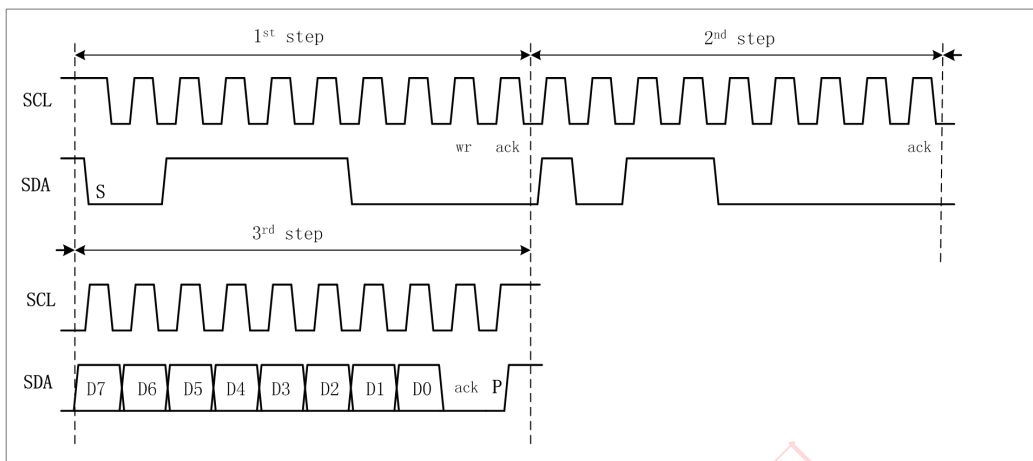 1st step 2nd step
SCL
wr ack ack
SDA S
3rd step
SCL
SDA D7 D6 D5 D4 D3 D2 D1 D0 ack P